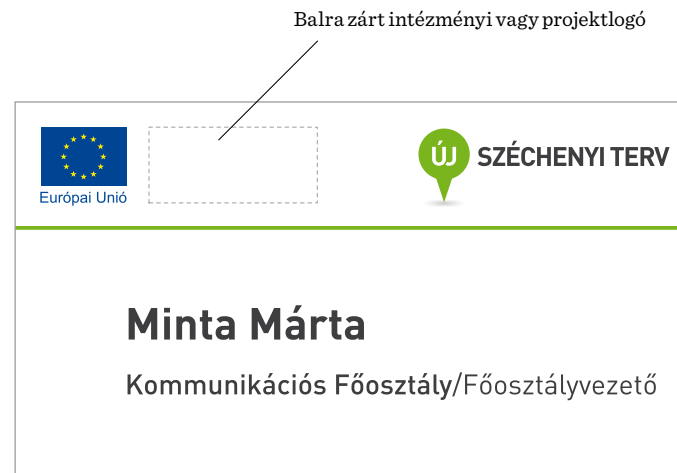 Balra zárt intézményi vagy projektlogó
ÚJ SZÉCHENYI TERV
Európai Unió
Minta Márta
Kommunikációs Főosztály/Főosztályvezető